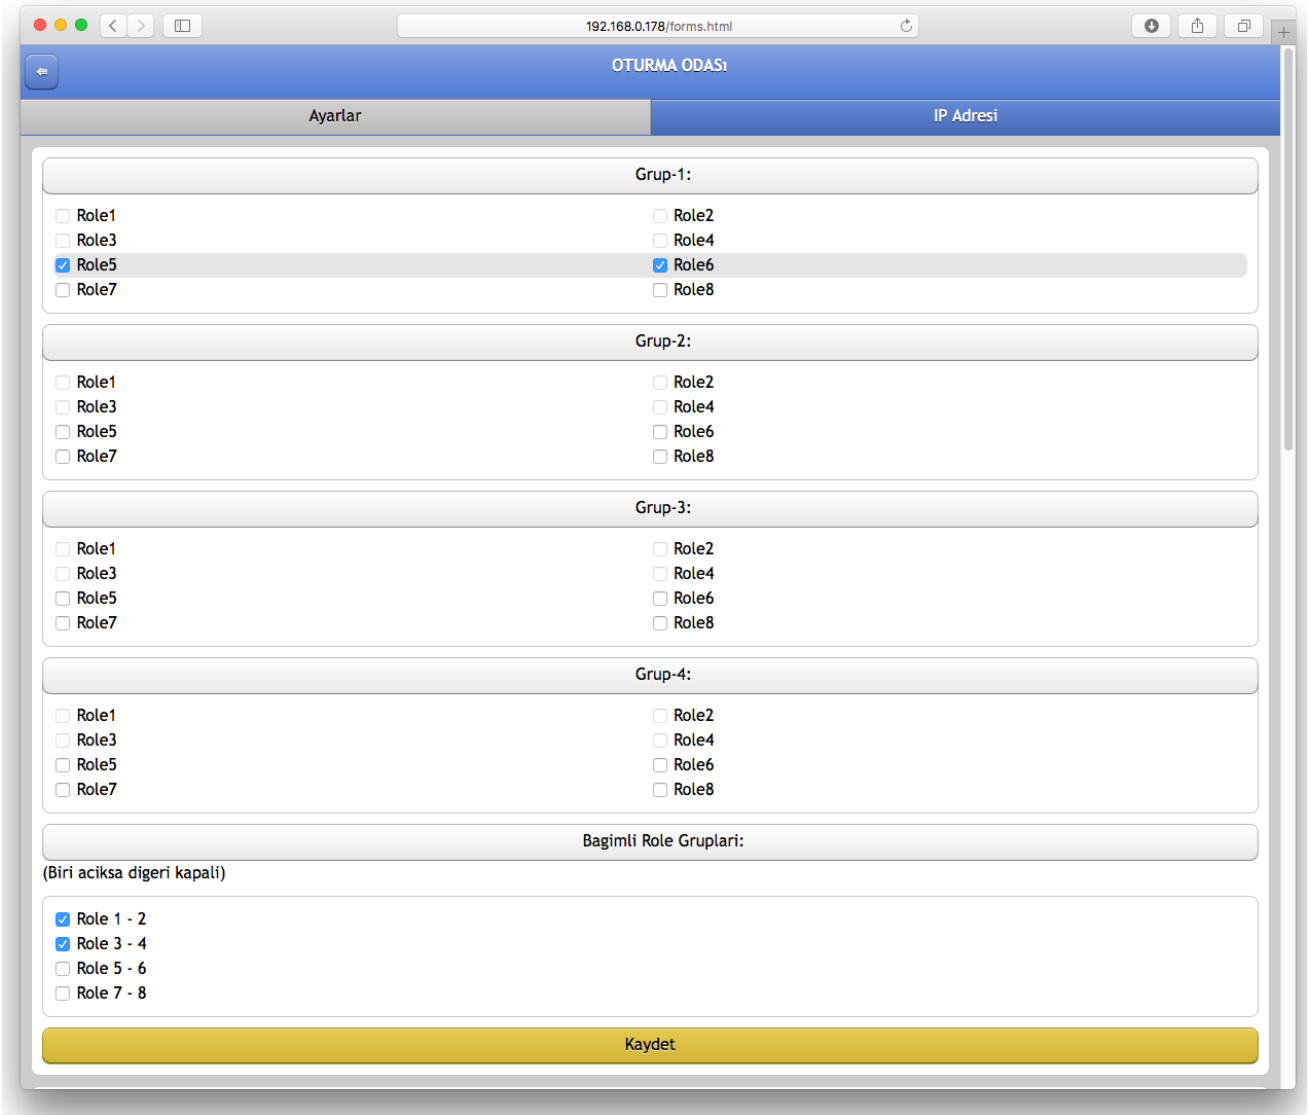 192.168.0.178/forms.html
OTURMA ODASı
Ayarlar IP Adresi
Grup-1:
Role1 Role2
Role3 Role4
Role5 Role6
Role7 Role8
Grup-2:
Role1 Role2
Role3 Role4
Role5 Role6
Role7 Role8
Grup-3:
Role1 Role2
Role3 Role4
Role5 Role6
Role7 Role8
Grup-4:
Role1 Role2
Role3 Role4
Role5 Role6
Role7 Role8
Bagimli Role Gruplari:
(Biri aciksa digeri kapali)
Role 1 - 2
Role 3 - 4
Role 5 - 6
Role 7 - 8
Kaydet